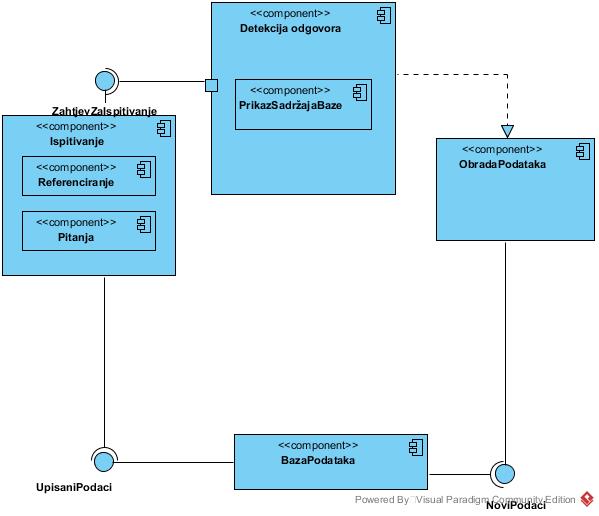 <<component>>
Detekcija odgovora
<<component>>
PrikazSadržajaBaze
ZahtjevZaIspitivanje
<<component>>
Ispitivanje
<<component>>
Referenciranje
<<component>>
Pitanja
<<component>>
ObradaPodataka
<<component>>
BazaPodataka
UpisaniPodaci
NoviPodaci
Powered By Visual Paradigm Community Edition